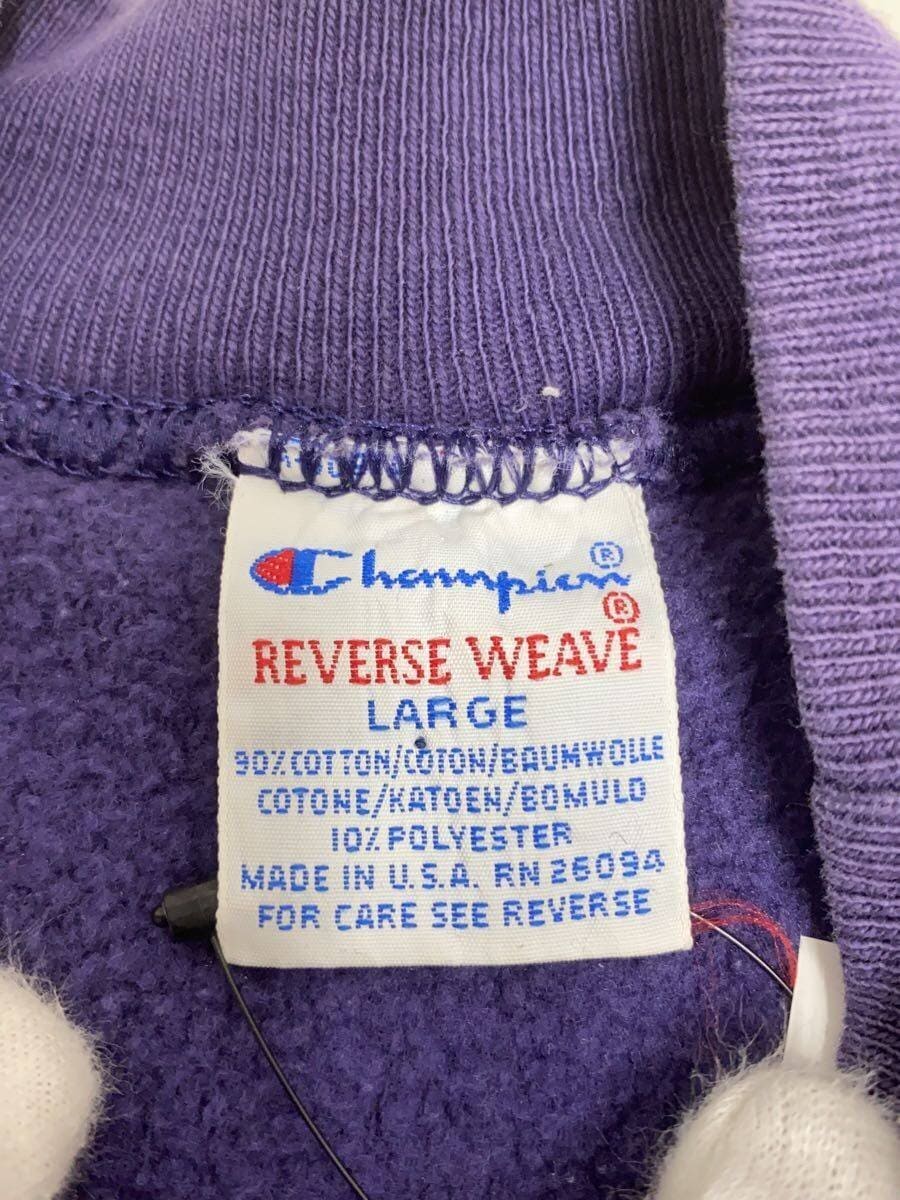 Champion®
REVERSE WEAVE®
LARGE
90% COTTON/COTON/BAUMWOLLE
COTONE/KATOEN/BOMULD
10% POLYESTER
MADE IN U.S.A. RN 26094
FOR CARE SEE REVERSE